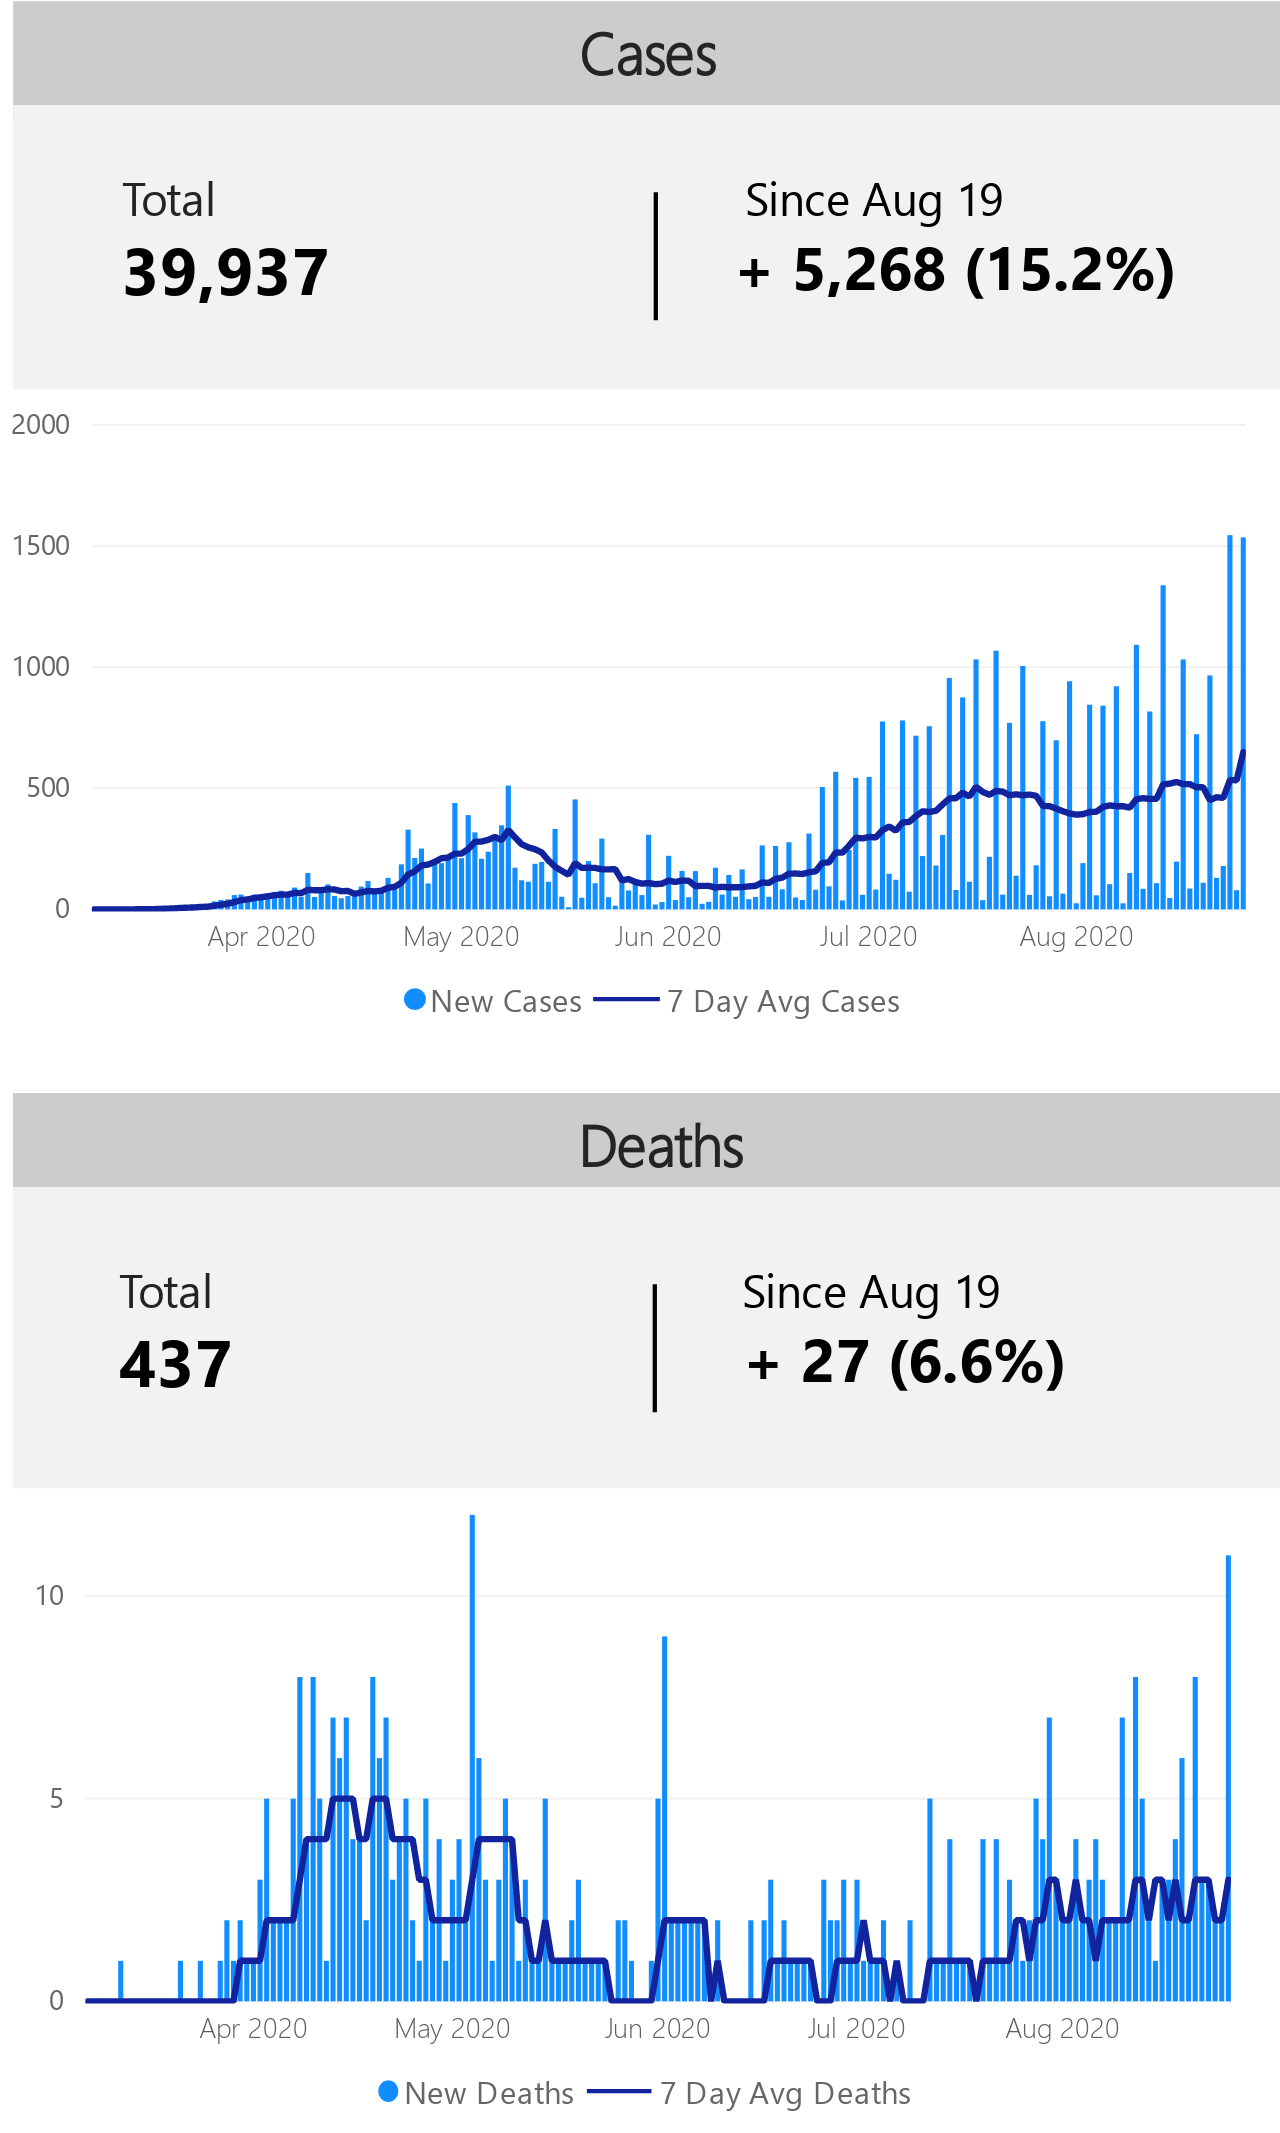 Cases
Total
Since Aug 19
39,937
+ 5,268 (15.2%)
2000
1500
1000
500
0
Apr 2020 May 2020 Jun 2020 Jul 2020 Aug 2020
New Cases 7 Day Avg Cases
Deaths
Total
Since Aug 19
437
+ 27 (6.6%)
10
5
0
Apr 2020 May 2020 Jun 2020 Jul 2020 Aug 2020
New Deaths 7 Day Avg Deaths